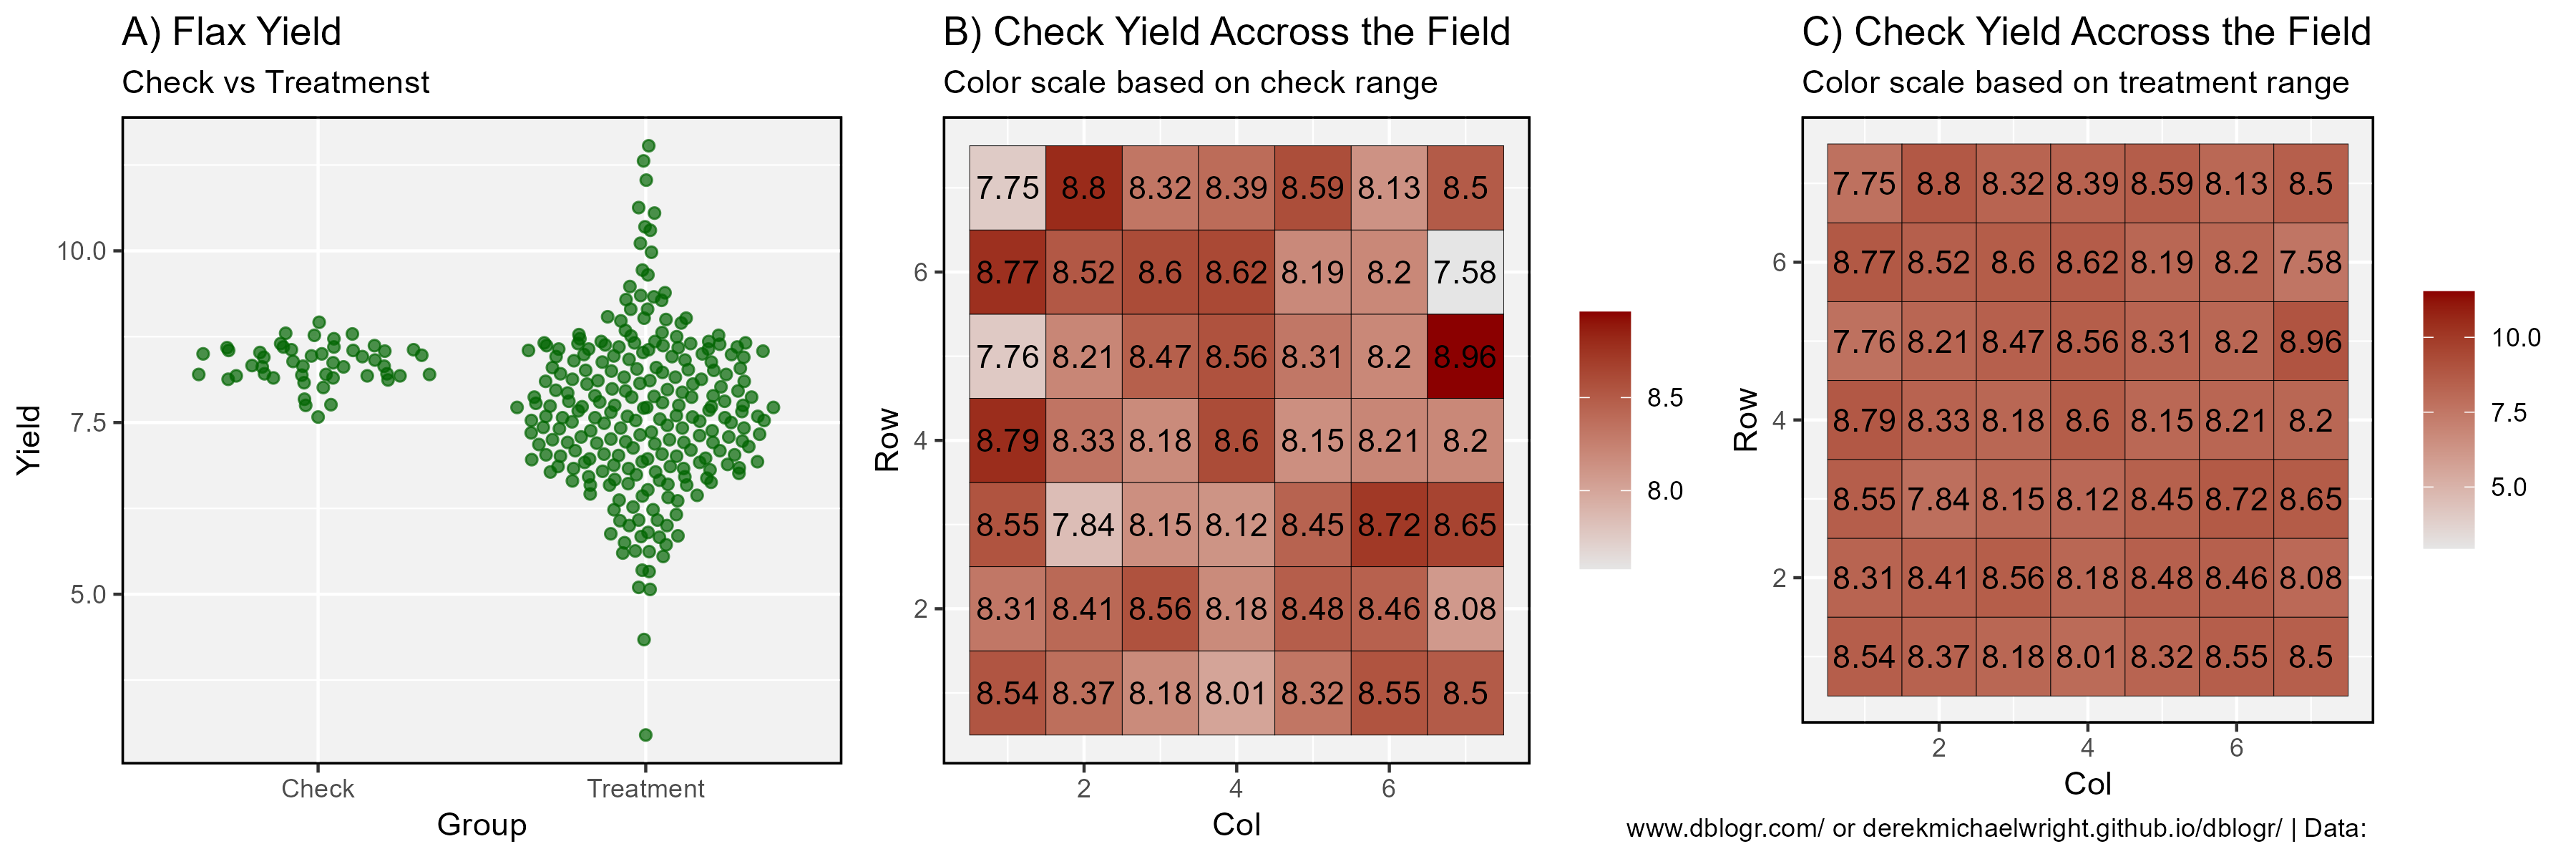 A) Flax Yield
Check vs Treatmenst
Yield
10.0
7.5
5.0
Check Treatment
Group
B) Check Yield Accross the Field
Color scale based on check range
Row
6
4
2
7.75 8.8 8.32 8.39 8.59 8.13 8.5
8.77 8.52 8.6 8.62 8.19 8.2 7.58
7.76 8.21 8.47 8.56 8.31 8.2 8.96
8.79 8.33 8.18 8.6 8.15 8.21 8.2
8.55 7.84 8.15 8.12 8.45 8.72 8.65
8.31 8.41 8.56 8.18 8.48 8.46 8.08
8.54 8.37 8.18 8.01 8.32 8.55 8.5
2 4 6
Col
8.5
8.0
C) Check Yield Accross the Field
Color scale based on treatment range
Row
6
4
2
7.75 8.8 8.32 8.39 8.59 8.13 8.5
8.77 8.52 8.6 8.62 8.19 8.2 7.58
7.76 8.21 8.47 8.56 8.31 8.2 8.96
8.79 8.33 8.18 8.6 8.15 8.21 8.2
8.55 7.84 8.15 8.12 8.45 8.72 8.65
8.31 8.41 8.56 8.18 8.48 8.46 8.08
8.54 8.37 8.18 8.01 8.32 8.55 8.5
2 4 6
Col
10.0
7.5
5.0
www.dblogr.com/ or derekmichaelwright.github.io/dblogr/ | Data: